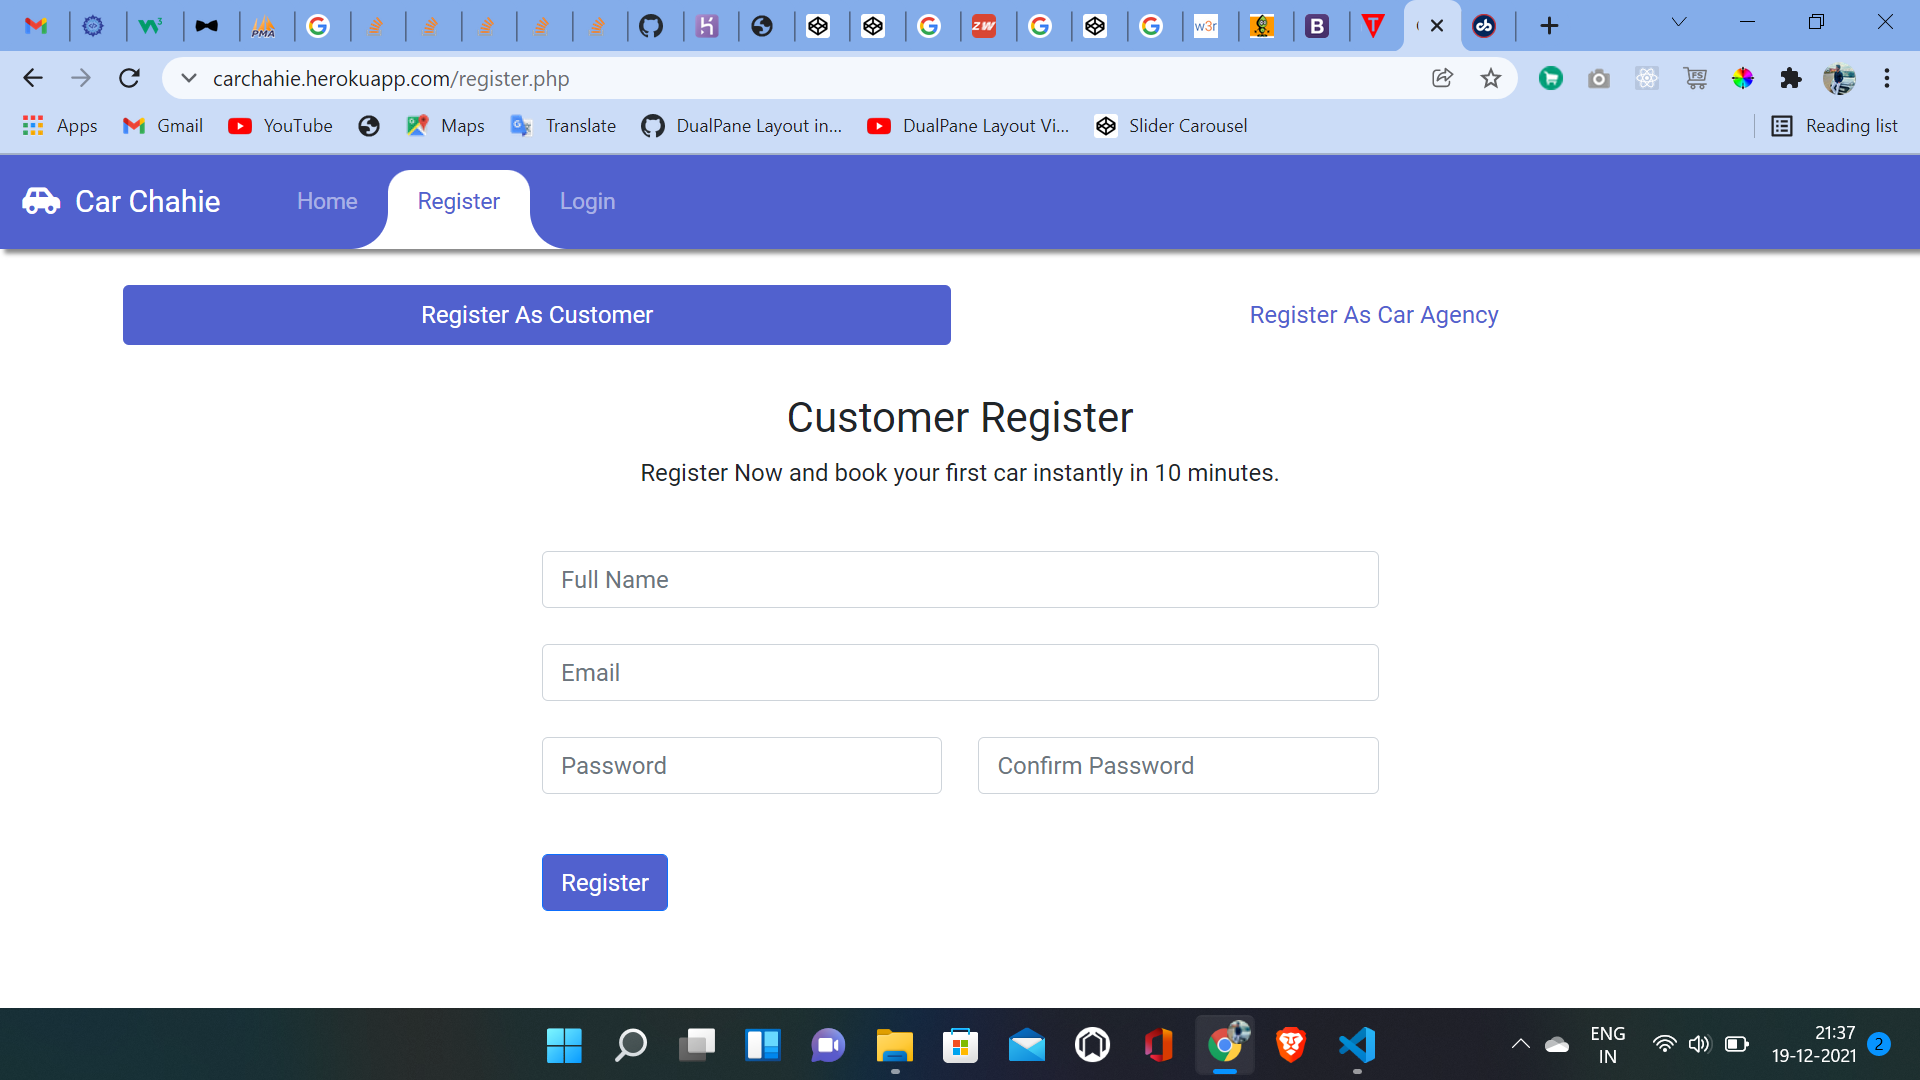 carchahie.herokuapp.com/register.php
Apps Gmail YouTube Maps Translate DualPane Layout in... DualPane Layout Vi... Slider Carousel Reading list
Car Chahie Home Register Login
Register As Customer Register As Car Agency
Customer Register
Register Now and book your first car instantly in 10 minutes.
Full Name
Email
Password Confirm Password
Register
ENG 21:37
IN 19-12-2021 2